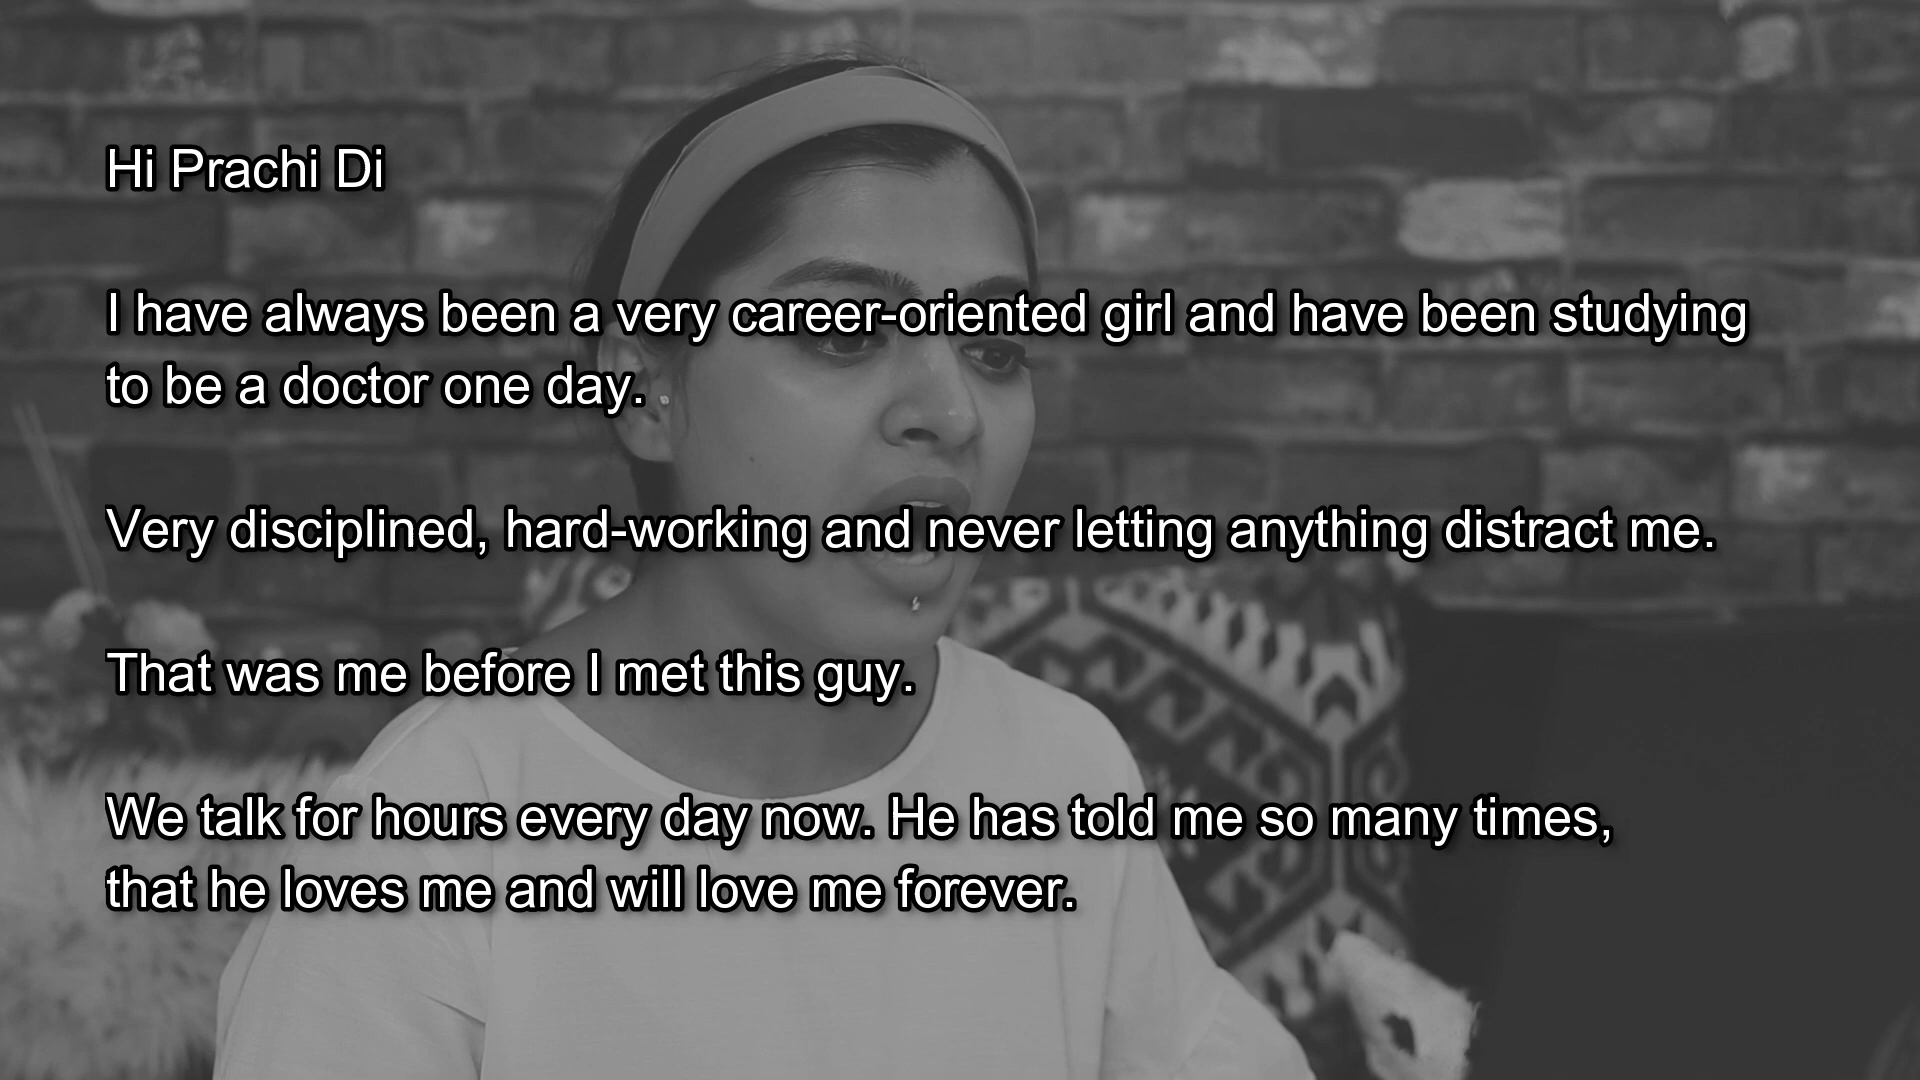 Hi Prachi Di
I have always been a very career-oriented girl and have been studying
to be a doctor one day.
Very disciplined, hard-working and never letting anything distract me.
That was me before I met this guy.
We talk for hours every day now. He has told me so many times,
that he loves me and will love me forever.